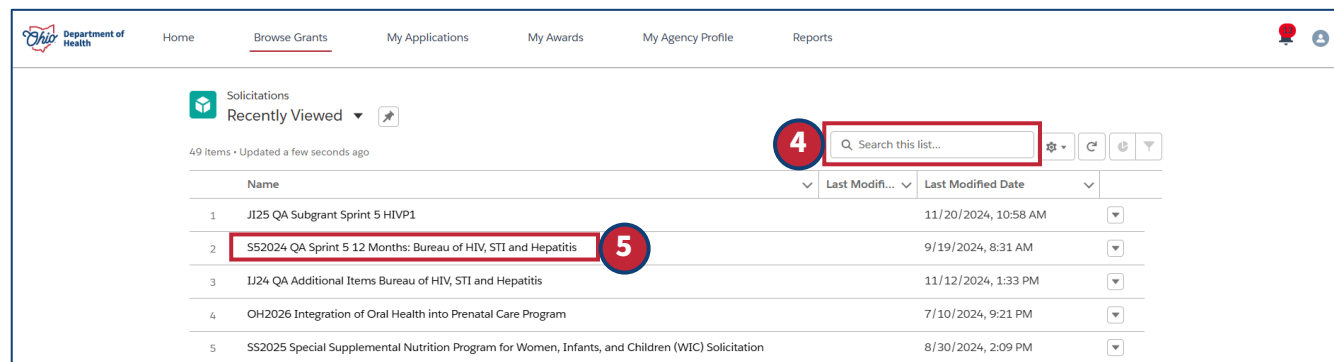 Ohio Department of Health
Home Browse Grants My Applications My Awards My Agency Profile Reports
Solicitations
Recently Viewed
49 items • Updated a few seconds ago
4
Search this list...
Name Last Modifi... Last Modified Date
1 JI25 QA Subgrant Sprint 5 HIVP1 11/20/2024, 10:58 AM
2 S52024 QA Sprint 5 12 Months: Bureau of HIV, STI and Hepatitis 5 9/19/2024, 8:31 AM
3 IJ24 QA Additional Items Bureau of HIV, STI and Hepatitis 11/12/2024, 1:33 PM
4 OH2026 Integration of Oral Health into Prenatal Care Program 7/10/2024, 9:21 PM
5 SS2025 Special Supplemental Nutrition Program for Women, Infants, and Children (WIC) Solicitation 8/30/2024, 2:09 PM